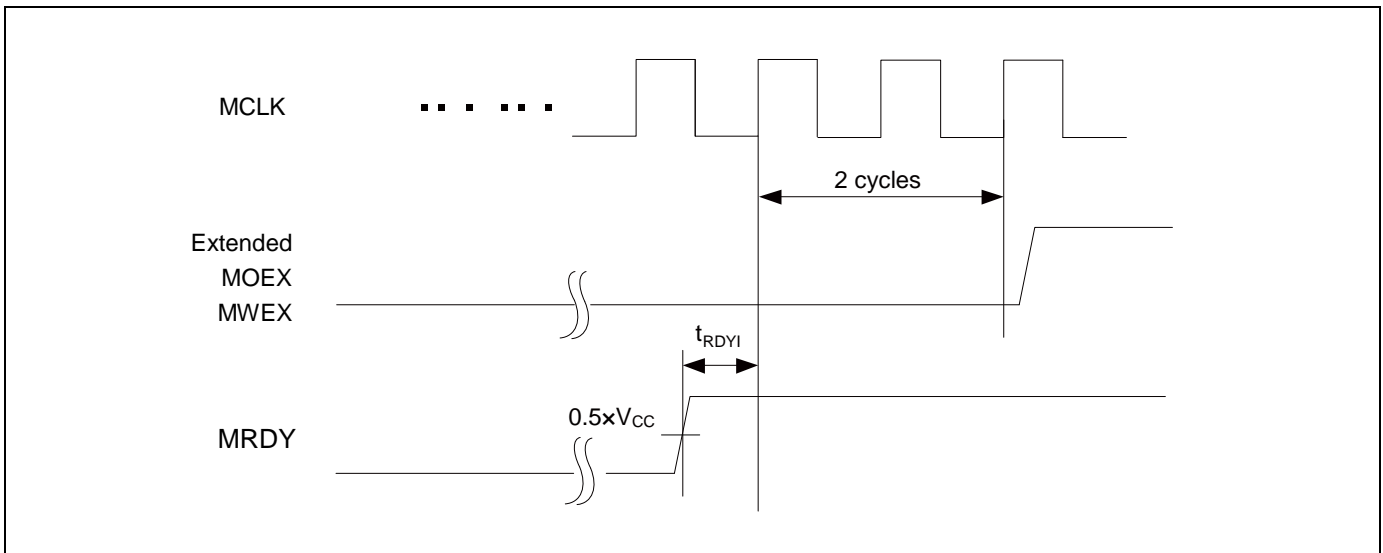 MCLK
2 cycles
Extended
MOEX
MWEX
tRDYI
0.5×VCC
MRDY